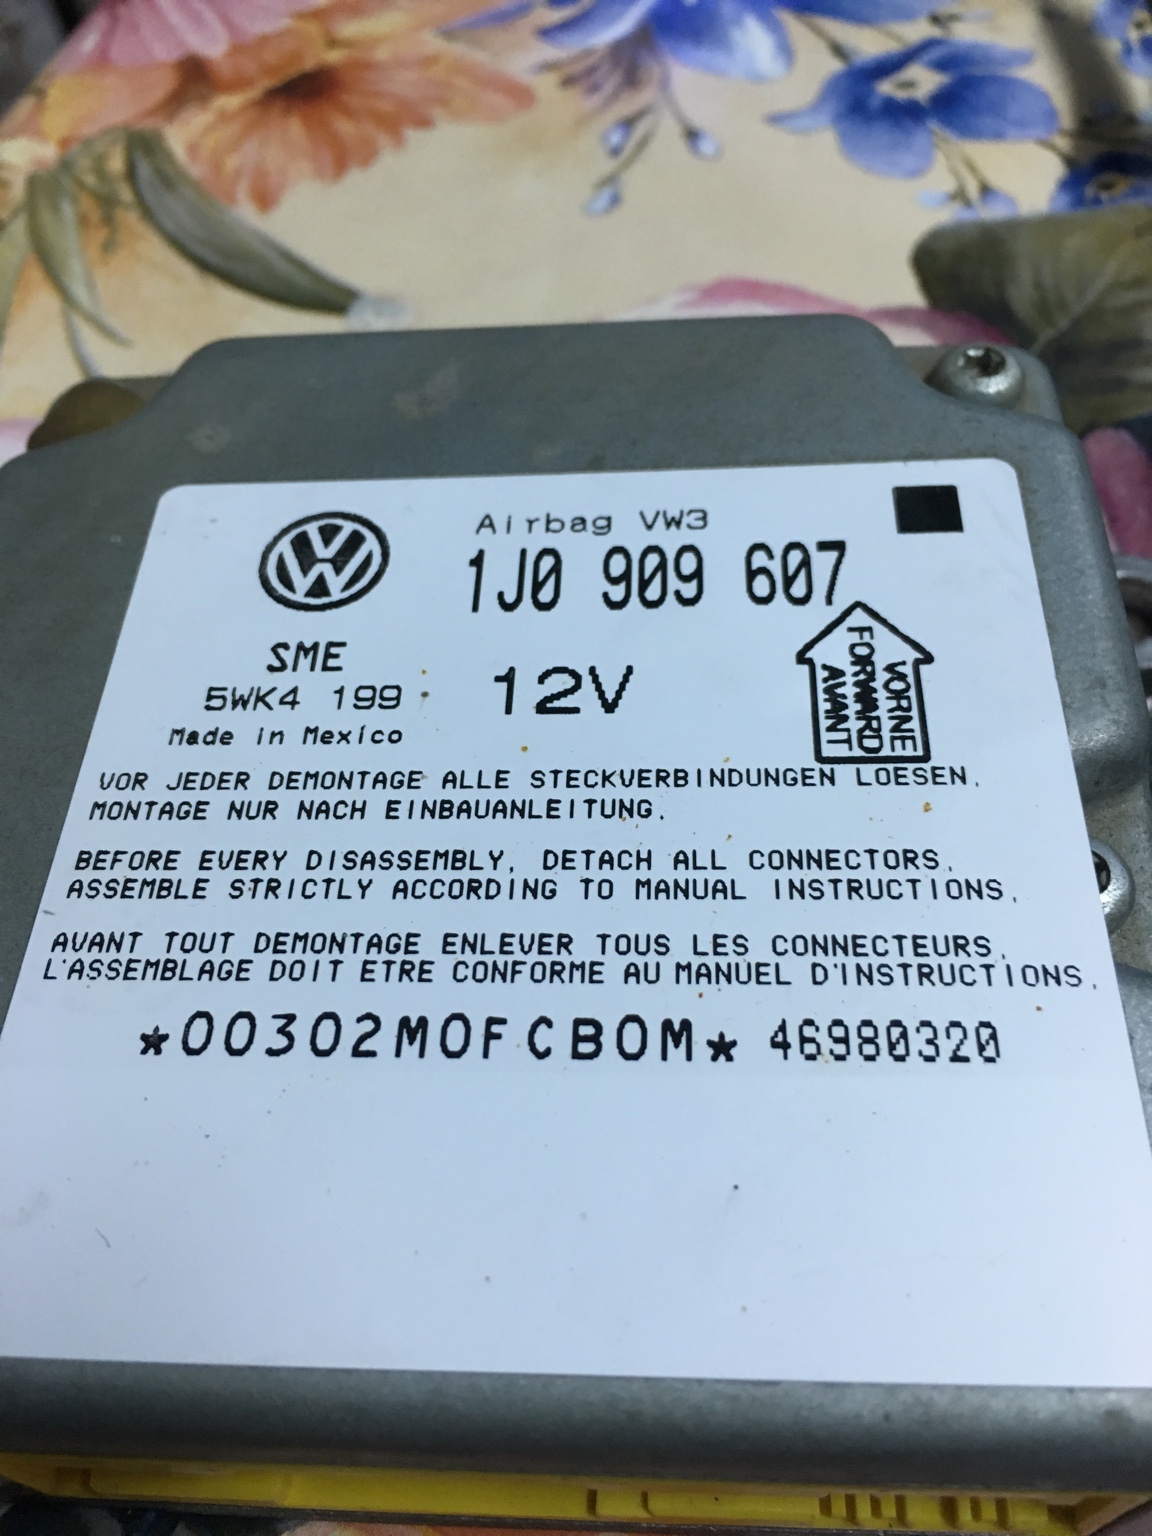 Airbag VW3
1J0 909 607
SME
5WK4 199
12V
Made in Mexico
VORNE
FORWARD
AVANT
VOR JEDER DEMONTAGE ALLE STECKVERBINDUNGEN LOESEN.
MONTAGE NUR NACH EINBAUANLEITUNG.
BEFORE EVERY DISASSEMBLY, DETACH ALL CONNECTORS.
ASSEMBLE STRICTLY ACCORDING TO MANUAL INSTRUCTIONS.
AVANT TOUT DEMONTAGE ENLEVER TOUS LES CONNECTEURS.
L'ASSEMBLAGE DOIT ETRE CONFORME AU MANUEL D'INSTRUCTIONS.
*00302M0FCB0M* 46980320